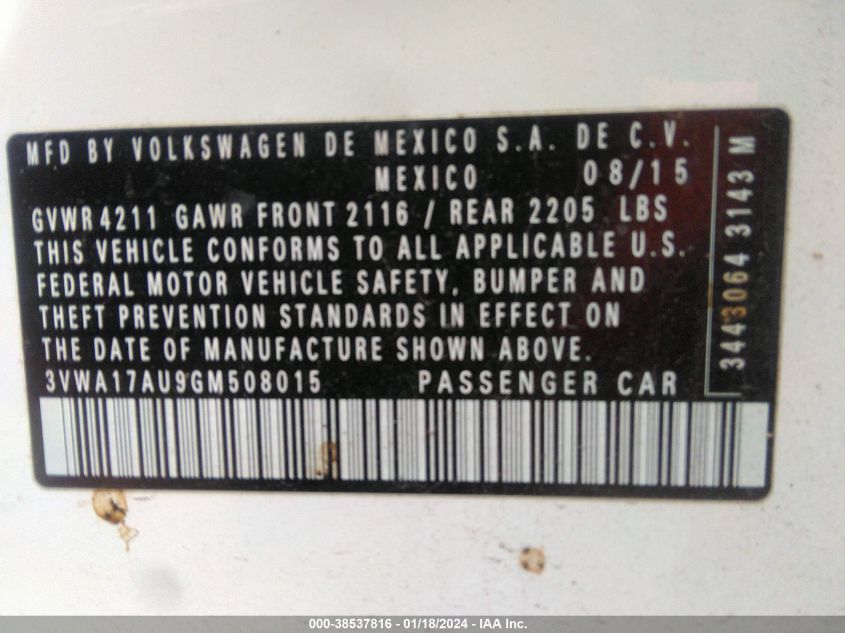 MFD BY VOLKSWAGEN DE MEXICO S.A. DE C.V.
MEXICO 08/15
GVWR 4211 GAWR FRONT 2116 / REAR 2205 LBS
THIS VEHICLE CONFORMS TO ALL APPLICABLE U.S.
FEDERAL MOTOR VEHICLE SAFETY, BUMPER AND
THEFT PREVENTION STANDARDS IN EFFECT ON
THE DATE OF MANUFACTURE SHOWN ABOVE.
3VWA17AU9GM508015 PASSENGER CAR
3443064 3143 M
000-38537816 - 01/18/2024 - IAA Inc.